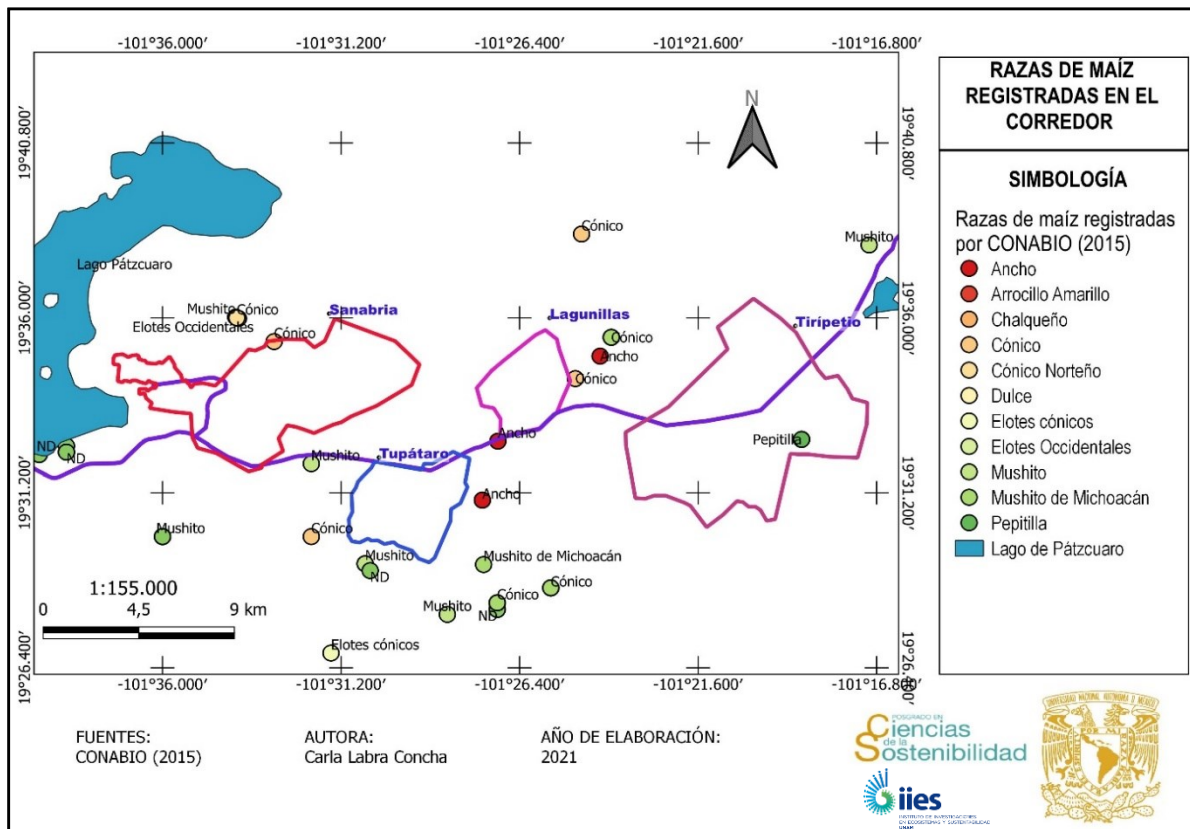 -101°36.000′ -101°31.200′ -101°26.400′ -101°21.600′ -101°16.800′
19°40.800′
19°40.800′
N
Cónico
Mushito
Lago Pátzcuaro
Mushito Cónico
Elotes Occidentales
Cónico
Sanabria
Lagunillas
Cónico
Ancho
Cónico
Tirípetio
19°36.000′
19°36.000′
ND
ND
Mushito
Tupátaro
Ancho
Pepitilla
19°31.200′
19°31.200′
Ancho
Mushito
Cónico
Mushito
ND
Mushito de Michoacán
Cónico
Cónico
Mushito
ND
Elotes cónicos
1:155.000
0 4,5 9 km
19°26.400′
19°26.400′
-101°36.000′ -101°31.200′ -101°26.400′ -101°21.600′ -101°16.800′
RAZAS DE MAÍZ
REGISTRADAS EN EL
CORREDOR
SIMBOLOGÍA
Razas de maíz registradas
por CONABIO (2015)
Ancho
Arrocillo Amarillo
Chalqueño
Cónico
Cónico Norteño
Dulce
Elotes cónicos
Elotes Occidentales
Mushito
Mushito de Michoacán
Pepitilla
Lago de Pátzcuaro
FUENTES:
CONABIO (2015)
AUTORA:
Carla Labra Concha
AÑO DE ELABORACIÓN:
2021
POSGRADO EN
Ciencias
de la
Sostenibilidad
iies
INSTITUTO DE INVESTIGACIONES
EN ECOSISTEMAS Y SUSTENTABILIDAD
UNAM